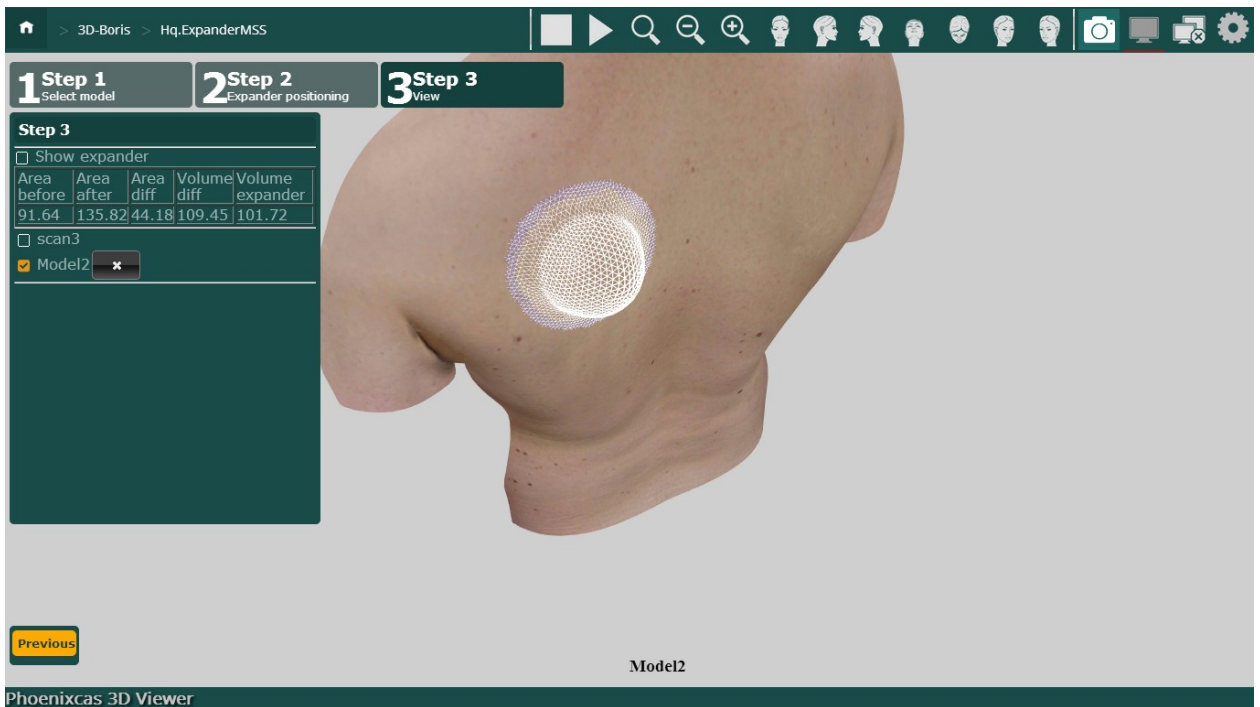 > 3D-Boris > Hq.ExpanderMSS
1 Step 1
Select model
2 Step 2
Expander positioning
3 Step 3
View
Step 3
Show expander
Area before Area after Area diff Volume diff Volume expander
91.64 135.82 44.18 109.45 101.72
scan3
Model2
Previous
Model2
Phoenixcas 3D Viewer